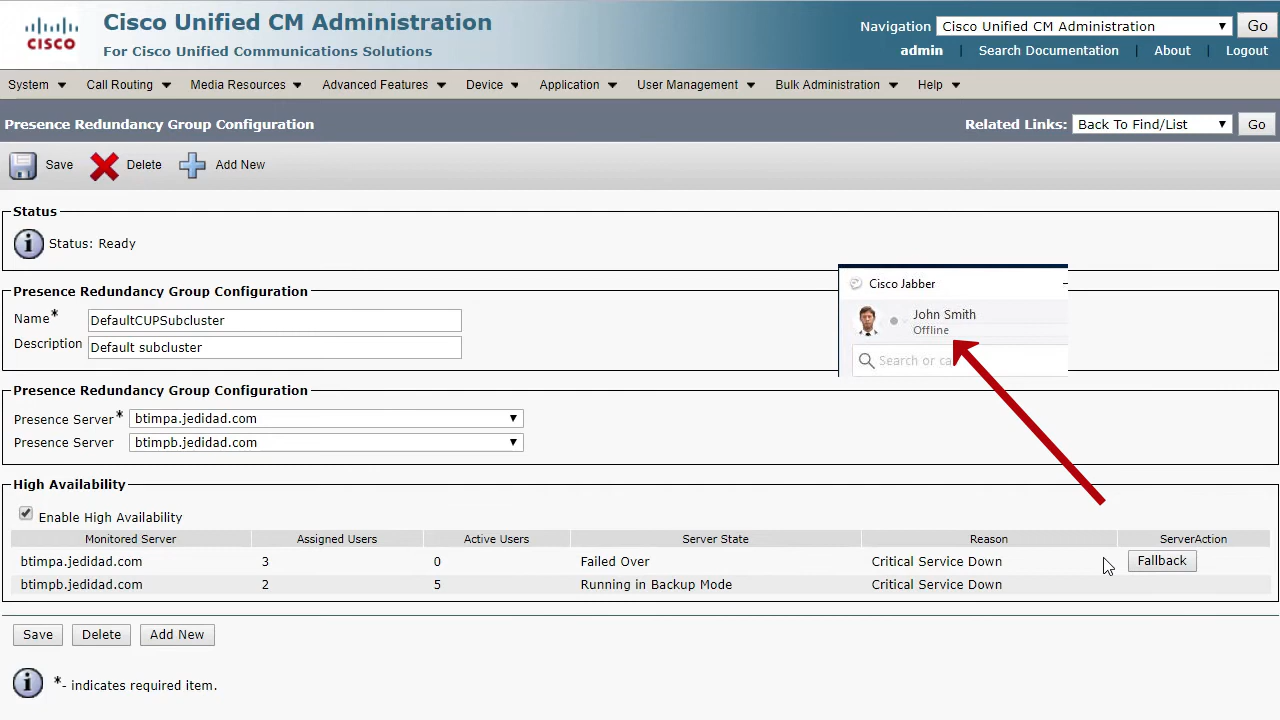 Cisco Unified CM Administration
CISCO
For Cisco Unified Communications Solutions
Navigation Cisco Unified CM Administration Go
admin | Search Documentation | About | Logout
System Call Routing Media Resources Advanced Features Device Application User Management Bulk Administration Help
Presence Redundancy Group Configuration Related Links: Back To Find/List Go
Save Delete Add New
Status
Status: Ready
Presence Redundancy Group Configuration
Name* DefaultCUPSubcluster
Description Default subcluster
Cisco Jabber
John Smith
Offline
Search or ca
Presence Redundancy Group Configuration
Presence Server* btimpa.jedidad.com
Presence Server btimpb.jedidad.com
High Availability
Enable High Availability
Monitored Server Assigned Users Active Users Server State Reason ServerAction
btimpa.jedidad.com 3 0 Failed Over Critical Service Down Fallback
btimpb.jedidad.com 2 5 Running in Backup Mode Critical Service Down
Save Delete Add New
*- indicates required item.